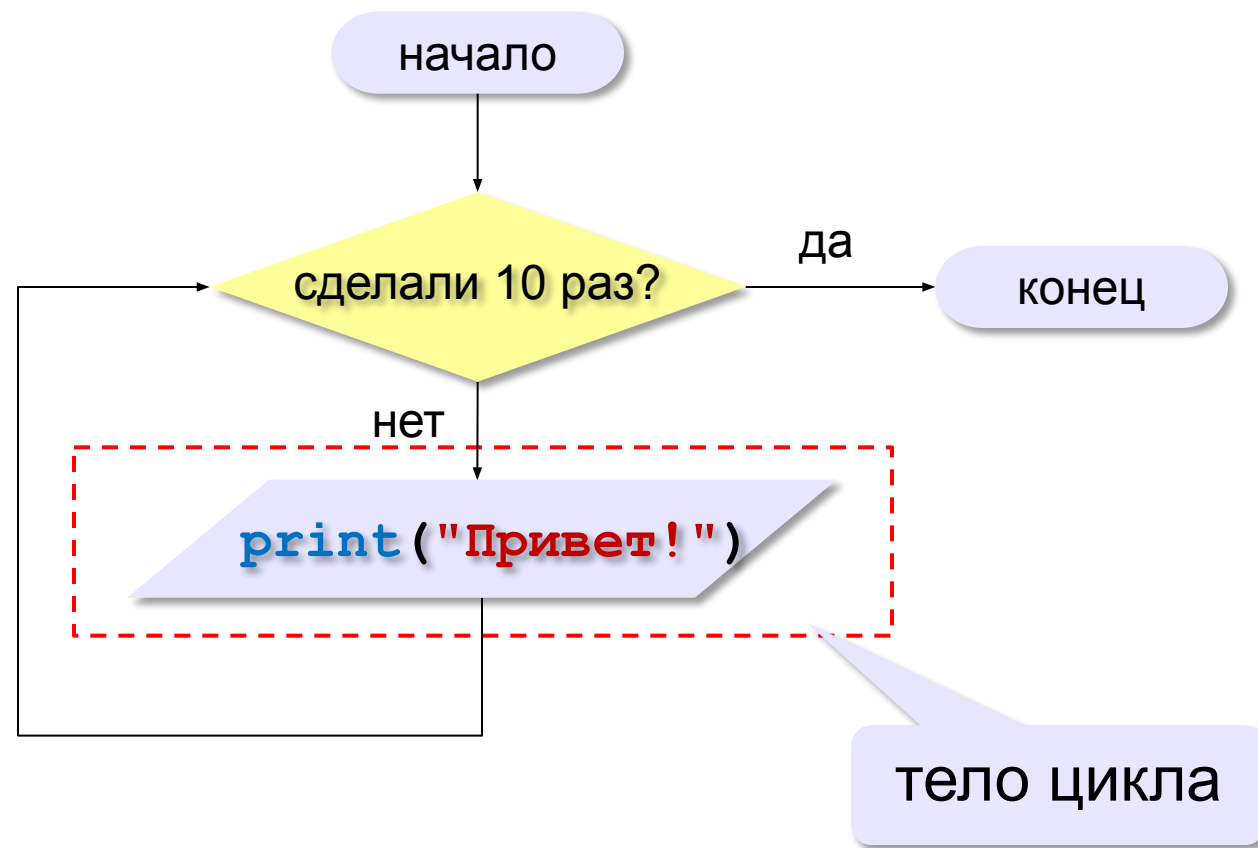 начало
сделали 10 раз?
да
конец
нет
print("Привет!")
тело цикла